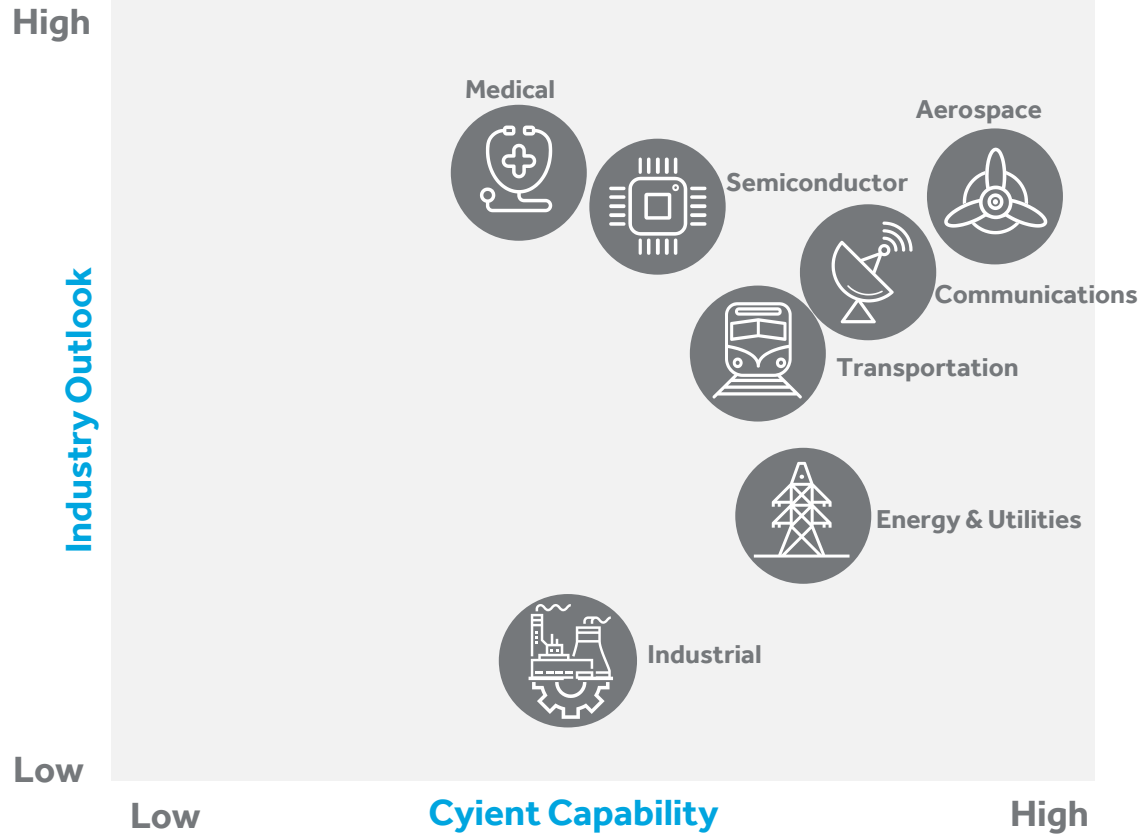 High
Medical
Aerospace
Semiconductor
Communications
Industry Outlook
Transportation
Energy & Utilities
Industrial
Low
Low
Cyient Capability
High